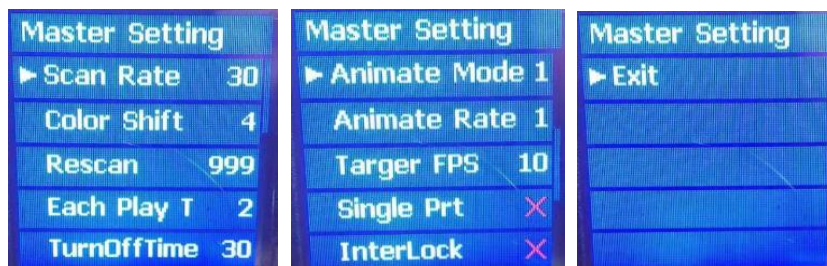 Master Setting
Scan Rate 30
Color Shift 4
Rescan 999
Each Play T 2
TurnOffTime 30
Master Setting
Animate Mode 1
Animate Rate 1
Targer FPS 10
Single Prt X
InterLock X
Master Setting
Exit